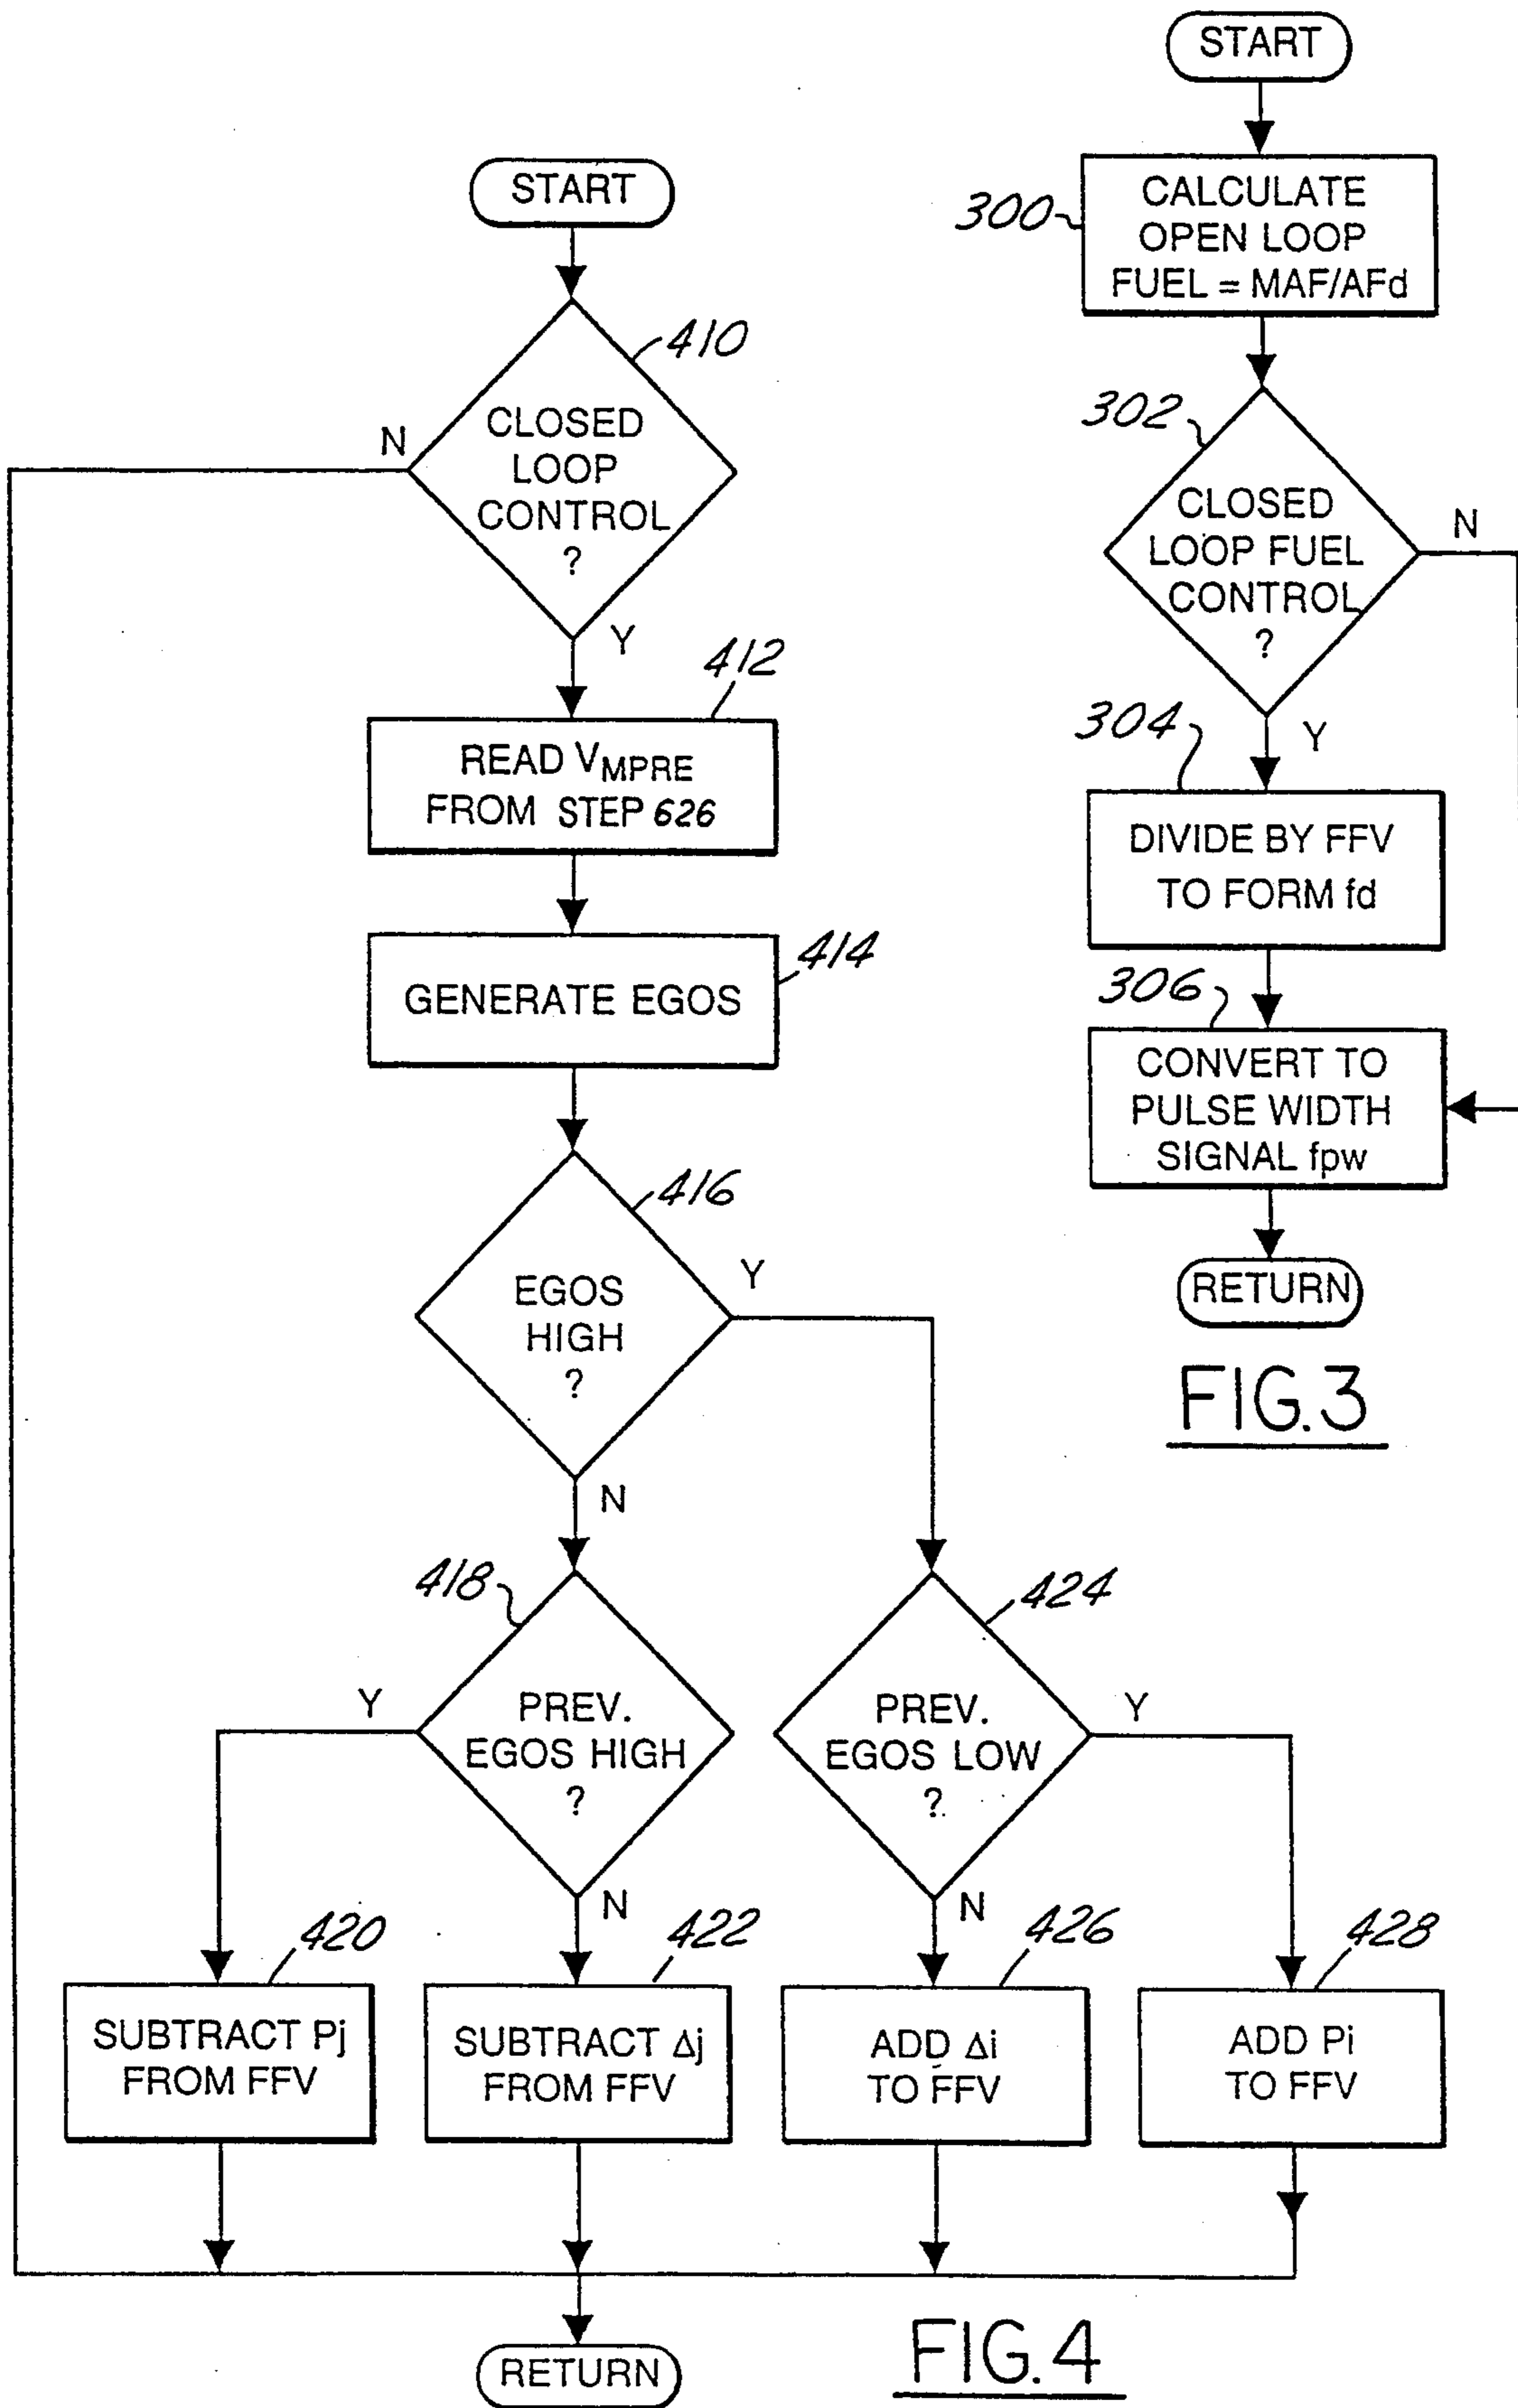 START
410
CLOSED
LOOP
CONTROL
?
N
Y
412
READ VMPRE
FROM STEP 626
414
GENERATE EGOS
416
EGOS
HIGH
?
Y
N
418
PREV.
EGOS HIGH
?
Y
N
424
PREV.
EGOS LOW
?
Y
N
420
SUBTRACT Pj
FROM FFV
422
SUBTRACT Δj
FROM FFV
426
ADD Δi
TO FFV
428
ADD Pi
TO FFV
RETURN
FIG.4
START
300
CALCULATE
OPEN LOOP
FUEL = MAF/AFd
302
CLOSED
LOOP FUEL
CONTROL
?
N
Y
304
DIVIDE BY FFV
TO FORM fd
306
CONVERT TO
PULSE WIDTH
SIGNAL fpw
RETURN
FIG.3